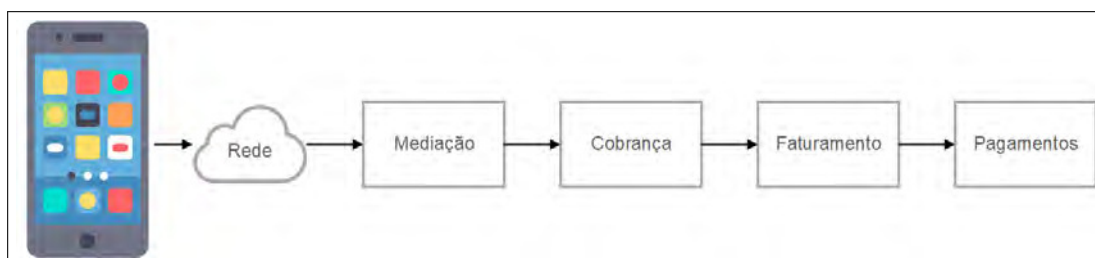 Rede
Mediação
Cobrança
Faturamento
Pagamentos